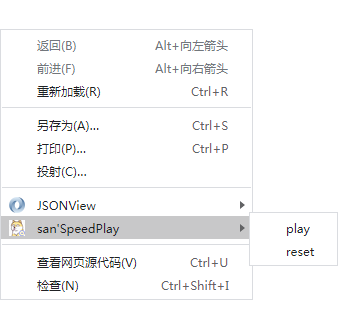 返回(B) Alt+向左箭头
前进(F) Alt+向右箭头
重新加载(R) Ctrl+R
另存为(A)... Ctrl+S
打印(P)... Ctrl+P
投射(C)...
JSONView
san'SpeedPlay
play
reset
查看网页源代码(V) Ctrl+U
检查(N) Ctrl+Shift+I